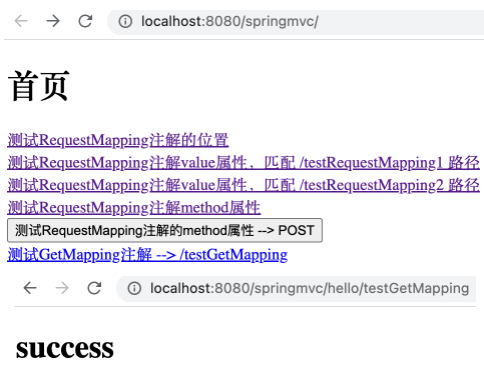 localhost:8080/springmvc/
首页
测试RequestMapping注解的位置
测试RequestMapping注解value属性，匹配 /testRequestMapping1 路径
测试RequestMapping注解value属性，匹配 /testRequestMapping2 路径
测试RequestMapping注解method属性
测试RequestMapping注解的method属性 --> POST
测试GetMapping注解 --> /testGetMapping
localhost:8080/springmvc/hello/testGetMapping
success